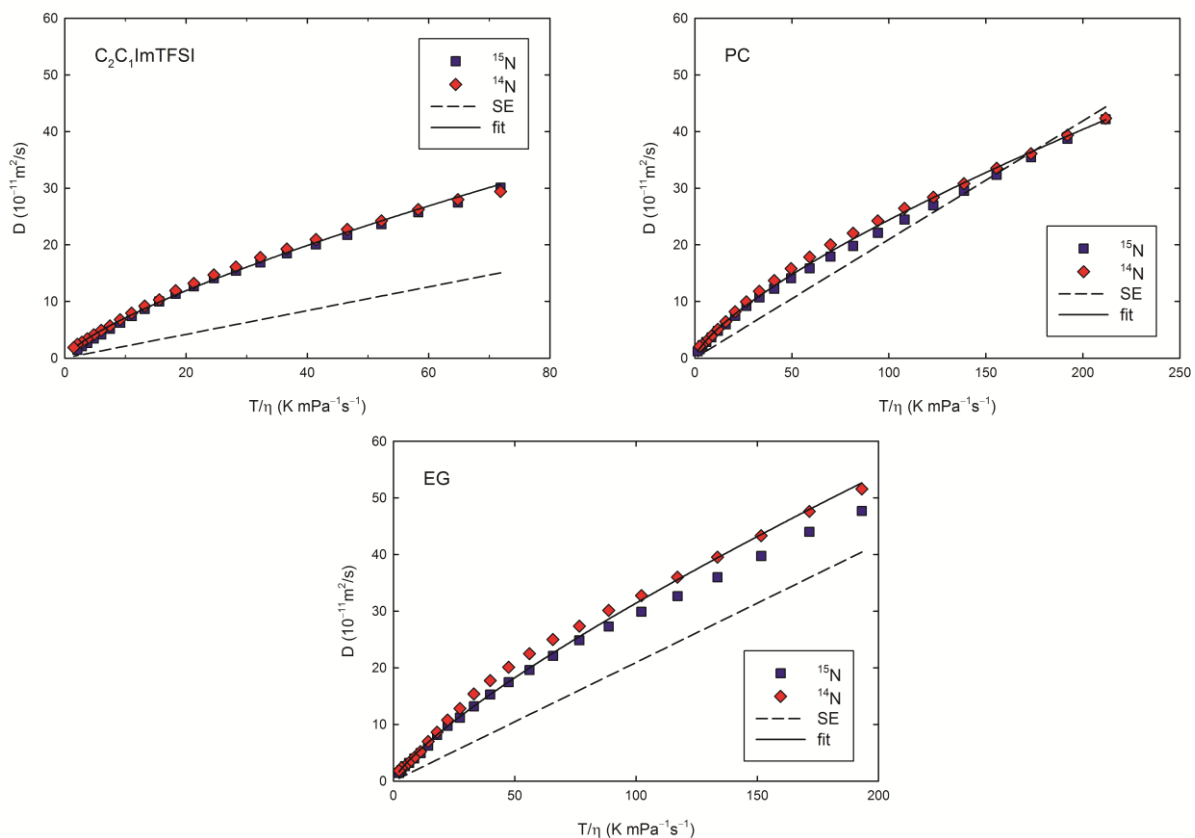 C₂C₁ImTFSI
¹⁵N
¹⁴N
SE
fit
D (10⁻¹¹m²/s)
60
50
40
30
20
10
0
0 20 40 60 80
T/η (K mPa⁻¹s⁻¹)
PC
¹⁵N
¹⁴N
SE
fit
D (10⁻¹¹m²/s)
60
50
40
30
20
10
0
0 50 100 150 200 250
T/η (K mPa⁻¹s⁻¹)
EG
¹⁵N
¹⁴N
SE
fit
D (10⁻¹¹m²/s)
60
50
40
30
20
10
0
0 50 100 150 200
T/η (K mPa⁻¹s⁻¹)